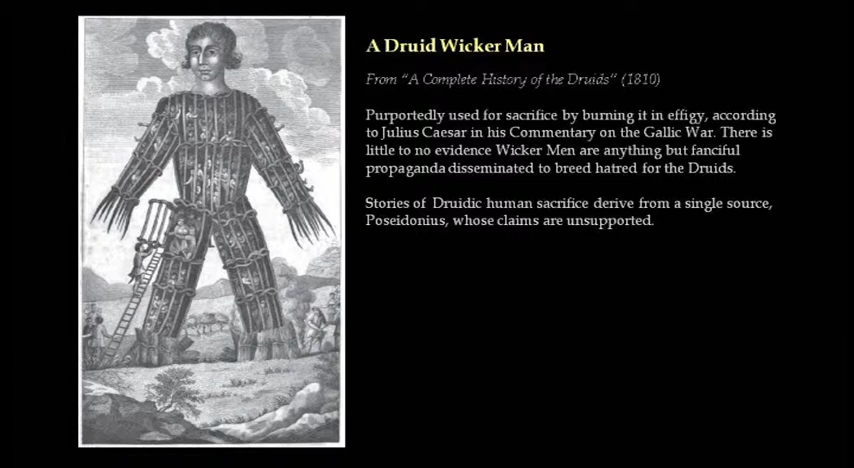 A Druid Wicker Man
From "A Complete History of the Druids" (1810)
Purportedly used for sacrifice by burning it in effigy, according
to Julius Caesar in his Commentary on the Gallic War. There is
little to no evidence Wicker Men are anything but fanciful
propaganda disseminated to breed hatred for the Druids.
Stories of Druidic human sacrifice derive from a single source,
Poseidonius, whose claims are unsupported.